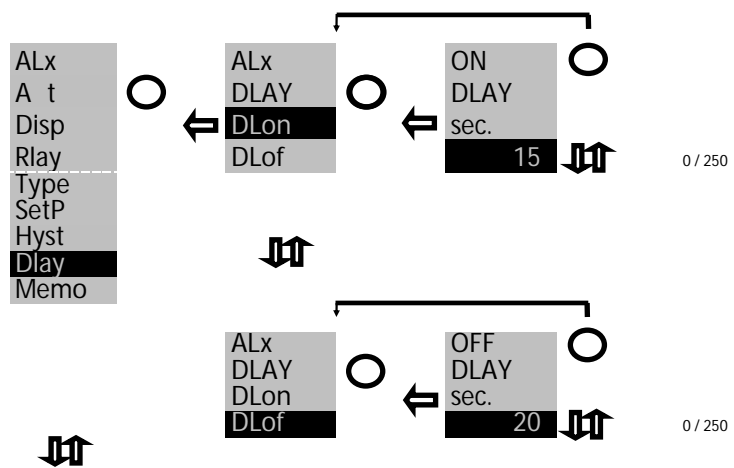 ALx
A t
Disp
Rlay
Type
SetP
Hyst
Dlay
Memo
ALx
DLAY
DLon
DLof
ON
DLAY
sec.
15
0 / 250
ALx
DLAY
DLon
DLof
OFF
DLAY
sec.
20
0 / 250